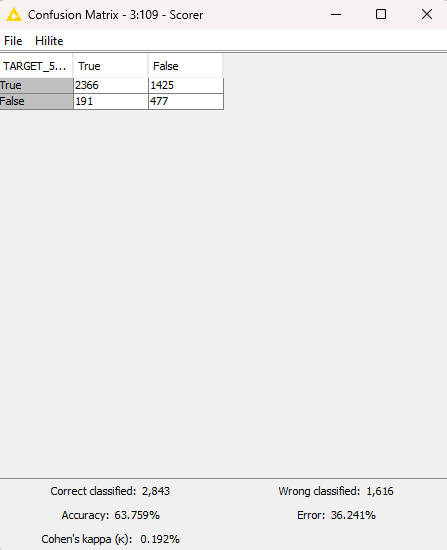 Confusion Matrix - 3:109 - Scorer
File Hilite
TARGET_5... True False
True 2366 1425
False 191 477
Correct classified: 2,843 Wrong classified: 1,616
Accuracy: 63.759% Error: 36.241%
Cohen's kappa (κ): 0.192%